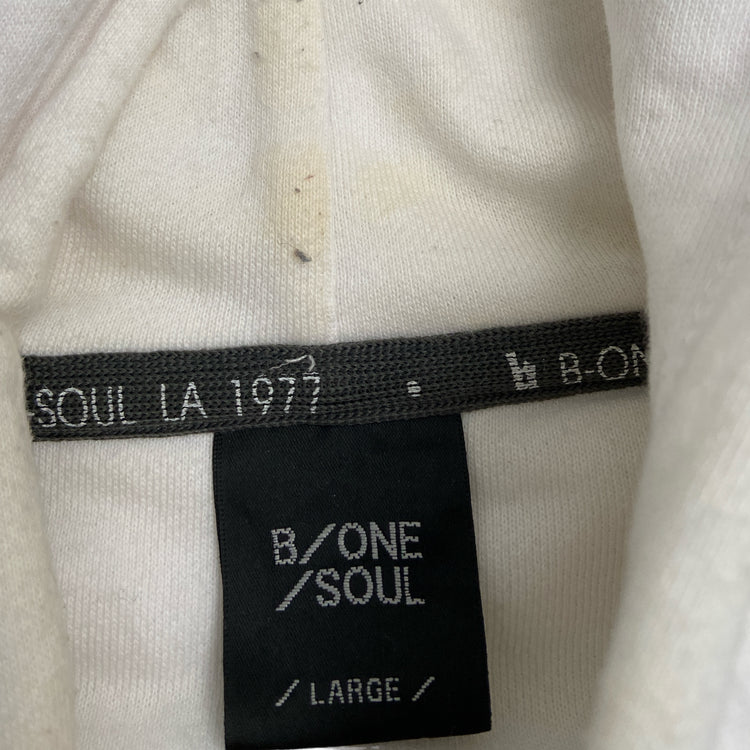 -SOUL LA 1977 B-ON
B/ONE
/SOUL
/ LARGE /